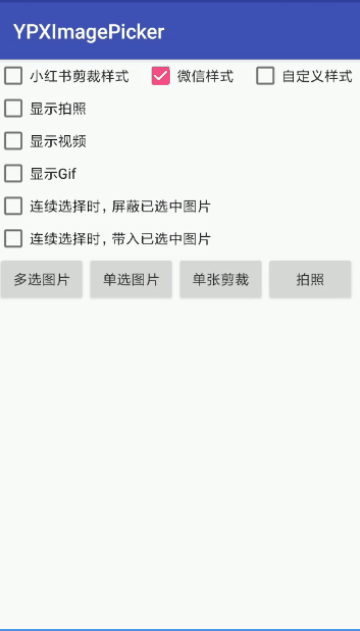 YPXImagePicker
小红书剪裁样式 微信样式 自定义样式
显示拍照
显示视频
显示Gif
连续选择时，屏蔽已选中图片
连续选择时，带入已选中图片
多选图片 单选图片 单张剪裁 拍照